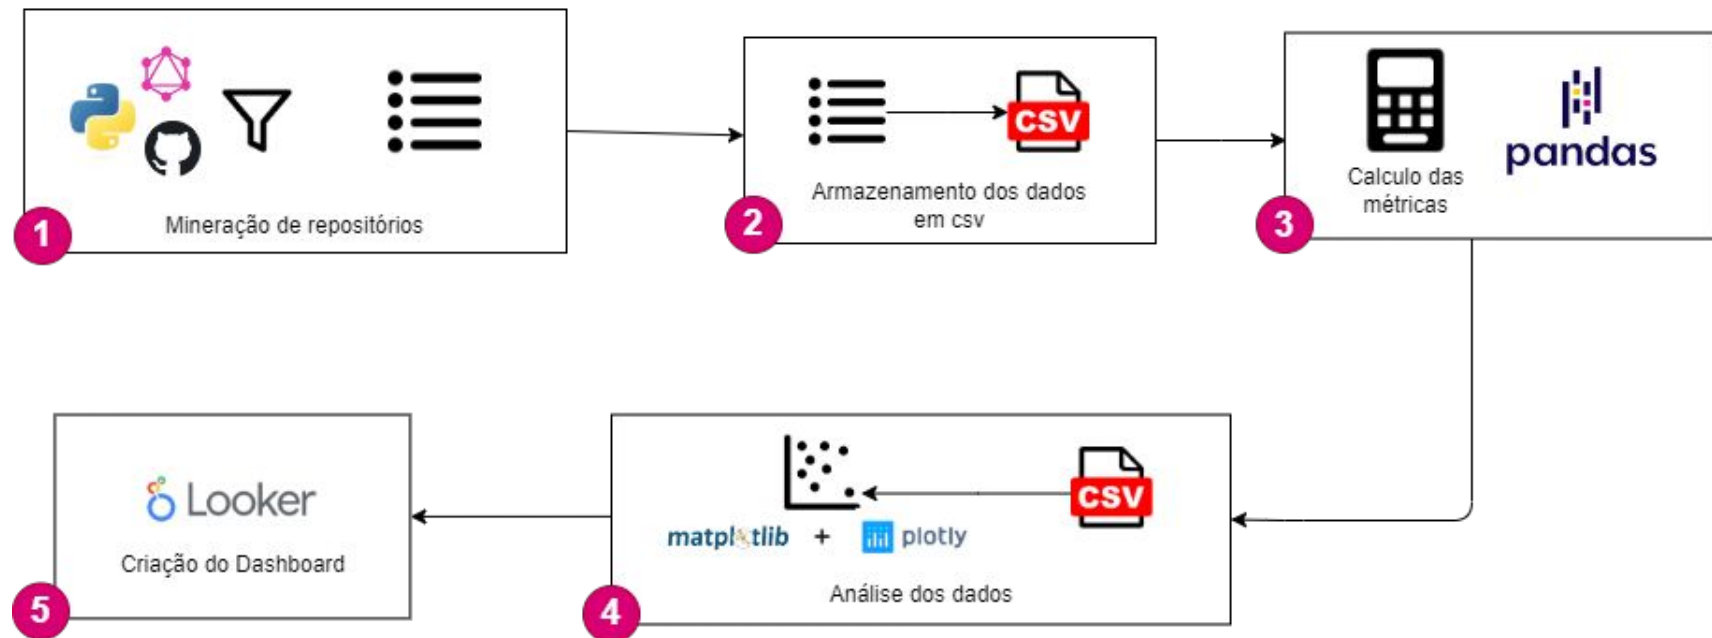 1
Mineração de repositórios
CSV
2
Armazenamento dos dados
em csv
3
Calculo das
métricas
pandas
5
Looker
Criação do Dashboard
4
CSV
matplotlib + plotly
Análise dos dados